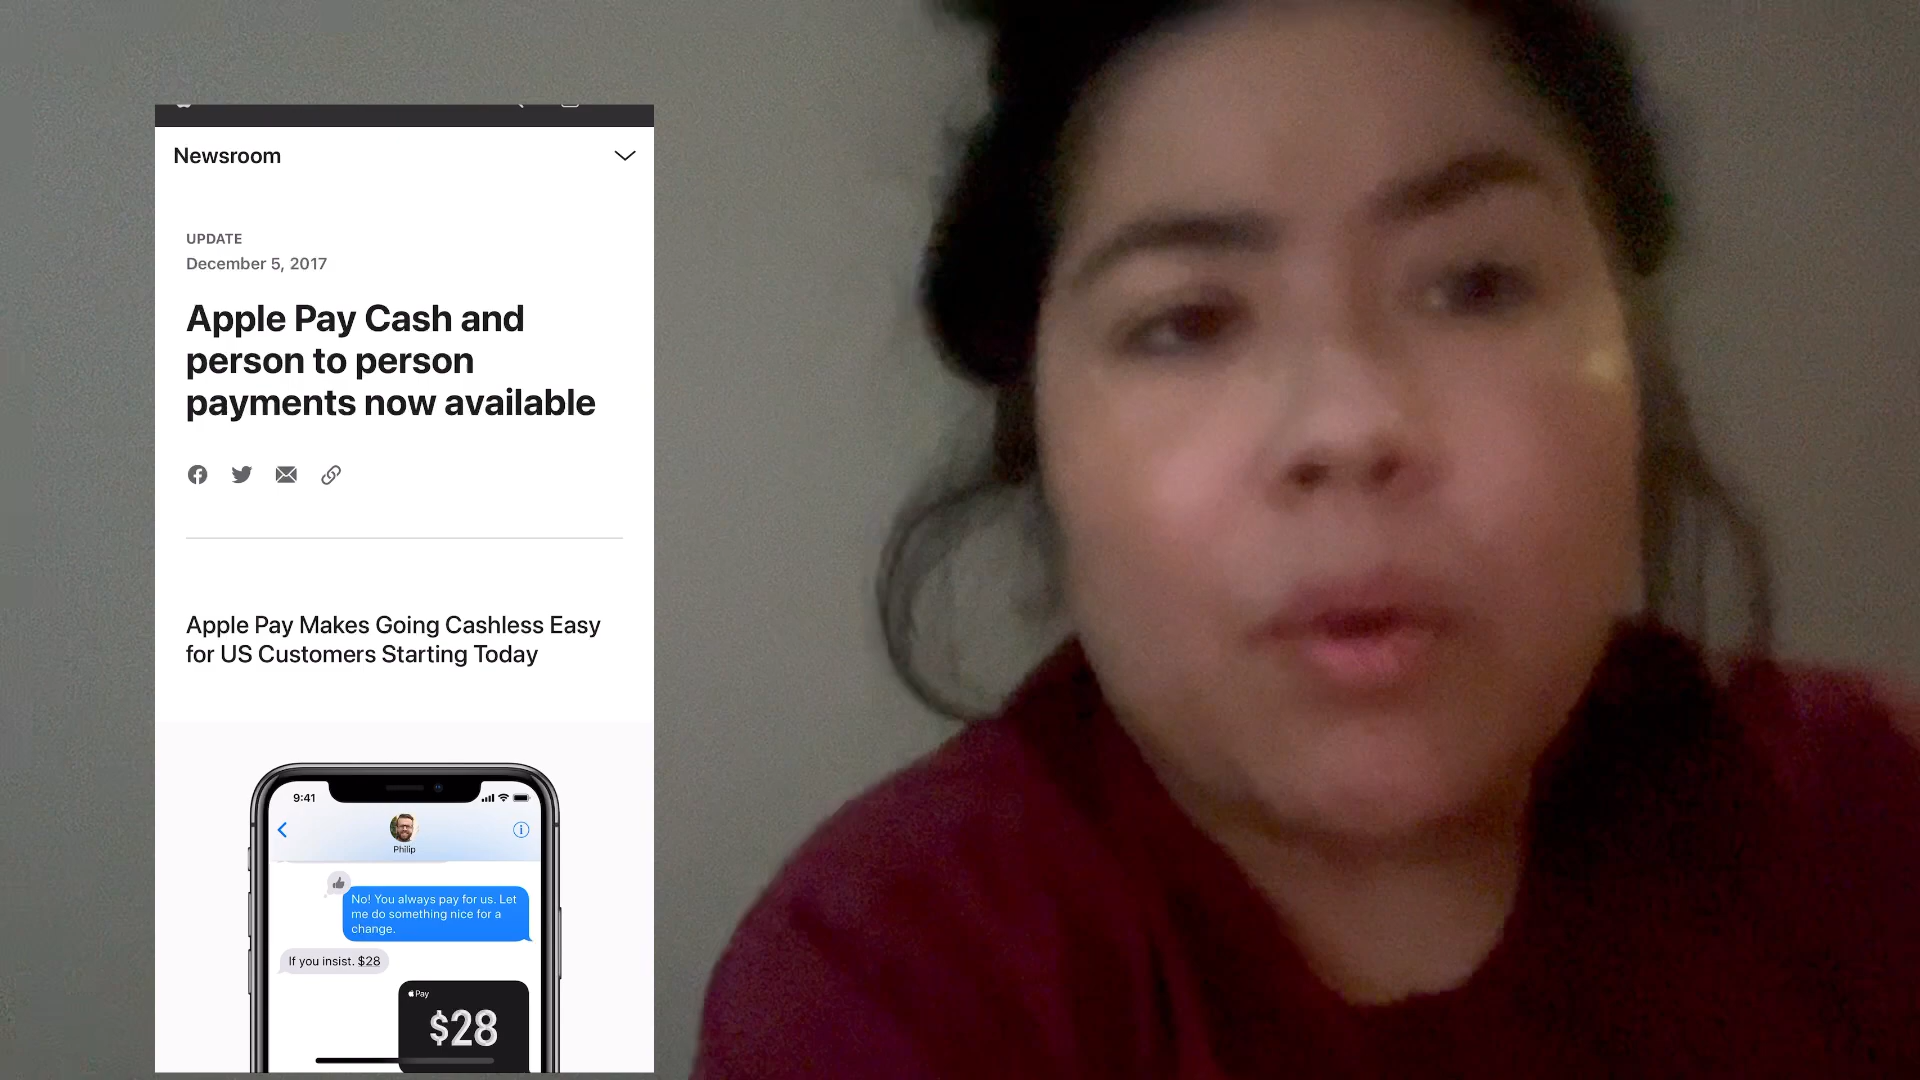 Newsroom
UPDATE
December 5, 2017
Apple Pay Cash and
person to person
payments now available
Apple Pay Makes Going Cashless Easy
for US Customers Starting Today
9:41
Philip
No! You always pay for us. Let
me do something nice for a
change.
If you insist. $28
Pay
$28